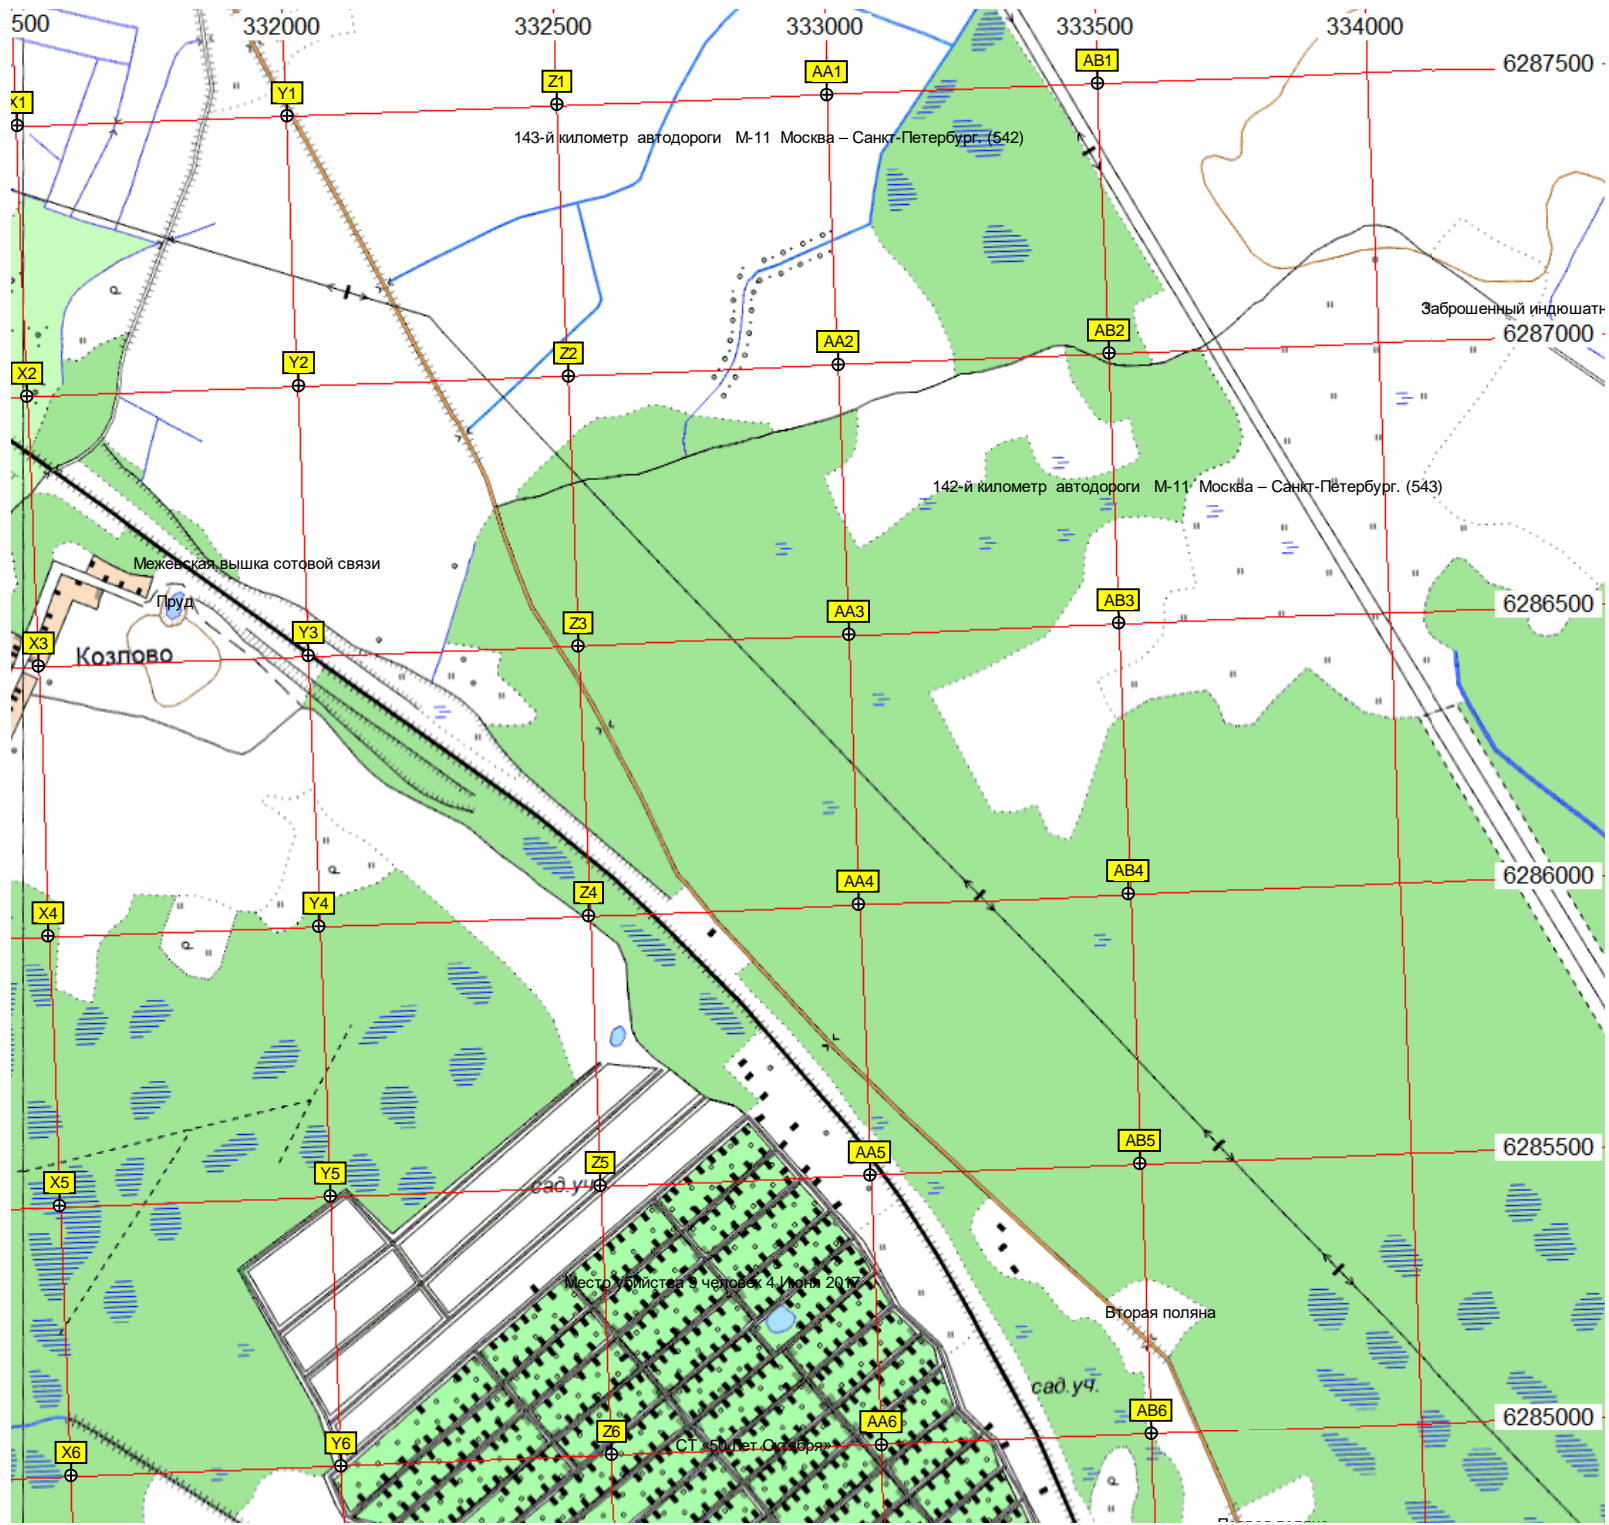 500 332000 332500 333000 333500 334000
6287500
X1 Y1 Z1 AA1 AB1
143-й километр автодороги М-11 Москва – Санкт-Петербург. (542)
Заброшенный индюшатн
6287000
X2 Y2 Z2 AA2 AB2
142-й километр автодороги М-11 Москва – Санкт-Петербург. (543)
Межевская вышка сотовой связи
Пруд
6286500
X3 Y3 Z3 AA3 AB3
Козлово
6286000
X4 Y4 Z4 AA4 AB4
6285500
X5 Y5 Z5 AA5 AB5
сад.уч.
Место убийства 9 человек 4 Июня 2017
Вторая поляна
сад.уч.
6285000
X6 Y6 Z6 AA6 AB6
СТ «50 лет Октября»